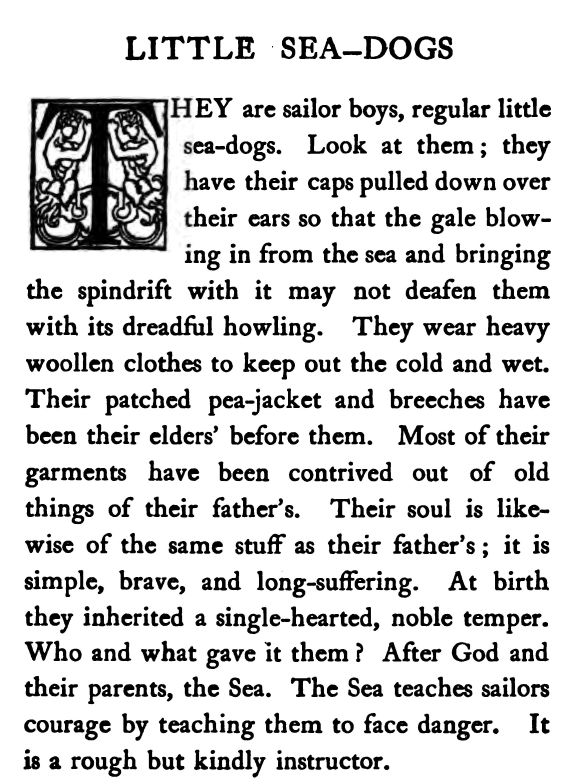 LITTLE SEA–DOGS
THEY are sailor boys, regular little
sea-dogs. Look at them; they
have their caps pulled down over
their ears so that the gale blow-
ing in from the sea and bringing
the spindrift with it may not deafen them
with its dreadful howling. They wear heavy
woollen clothes to keep out the cold and wet.
Their patched pea-jacket and breeches have
been their elders' before them. Most of their
garments have been contrived out of old
things of their father's. Their soul is like-
wise of the same stuff as their father's; it is
simple, brave, and long-suffering. At birth
they inherited a single-hearted, noble temper.
Who and what gave it them? After God and
their parents, the Sea. The Sea teaches sailors
courage by teaching them to face danger. It
is a rough but kindly instructor.